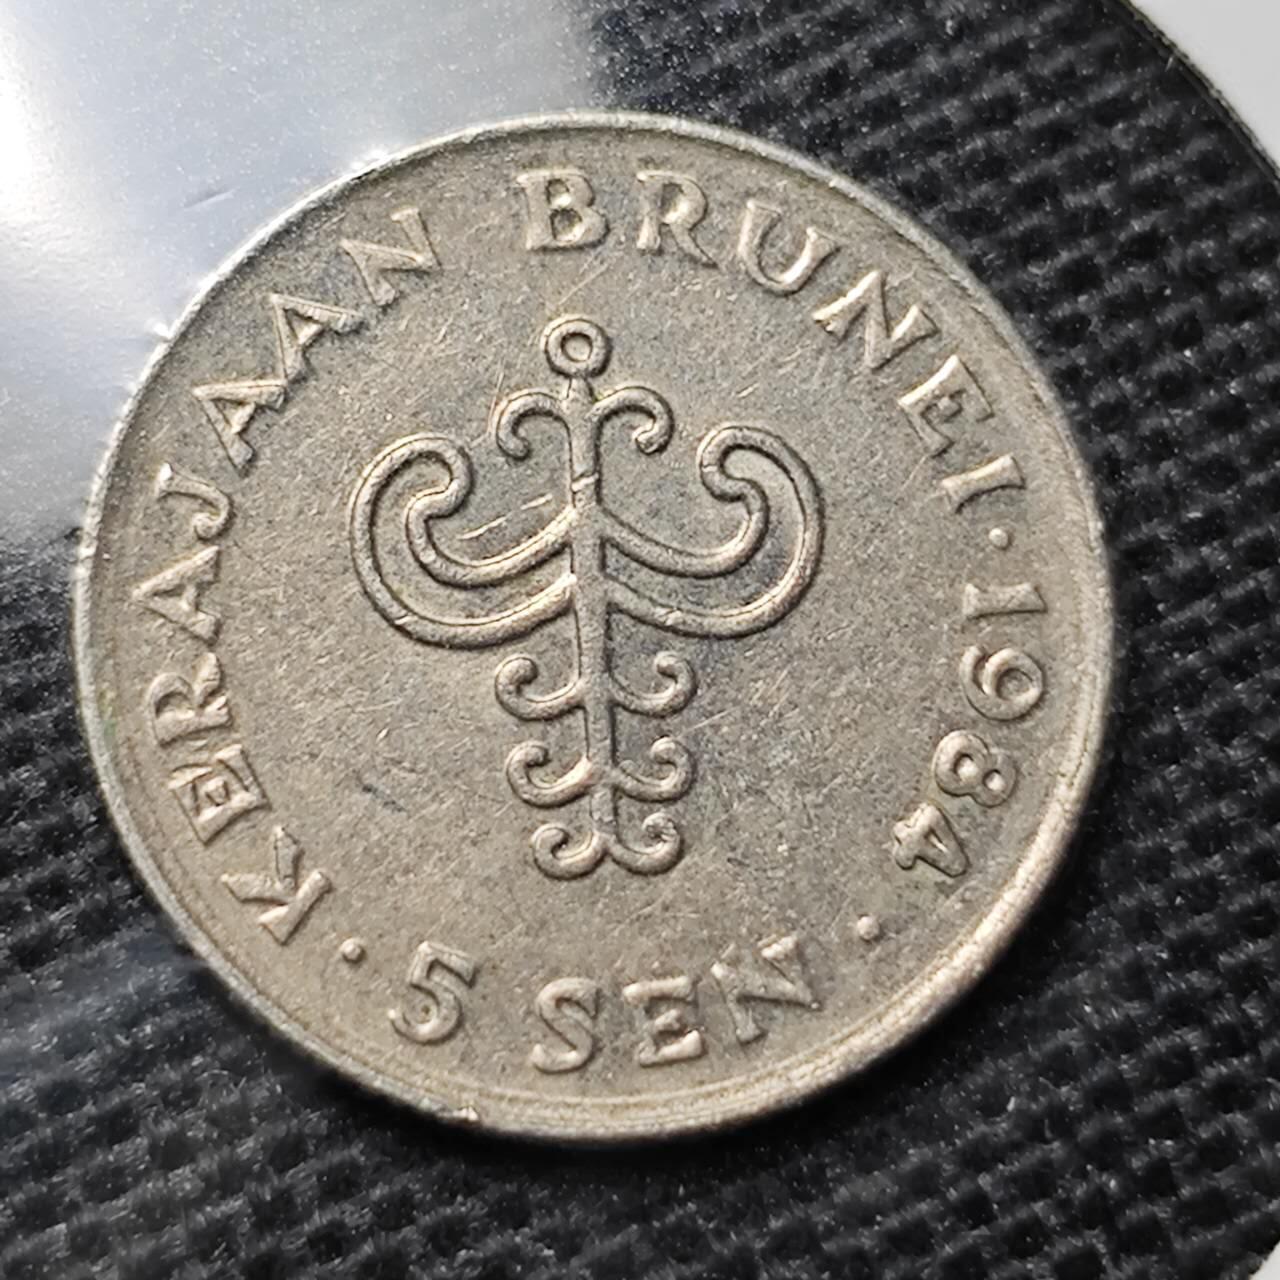 KERAJAAN BRUNEI · 1984 ·
· 5 SEN